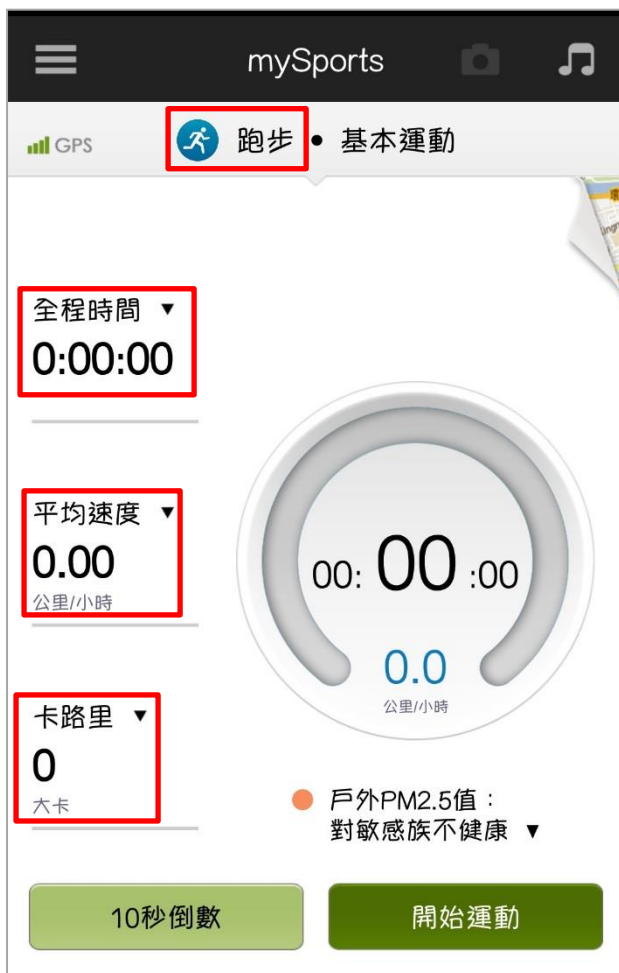 mySports
GPS
跑步 • 基本運動
全程時間 ▼
0:00:00
平均速度 ▼
0.00
公里/小時
00: 00 :00
0.0
公里/小時
卡路里 ▼
0
大卡
戶外PM2.5值：
對敏感族不健康 ▼
10秒倒數
開始運動